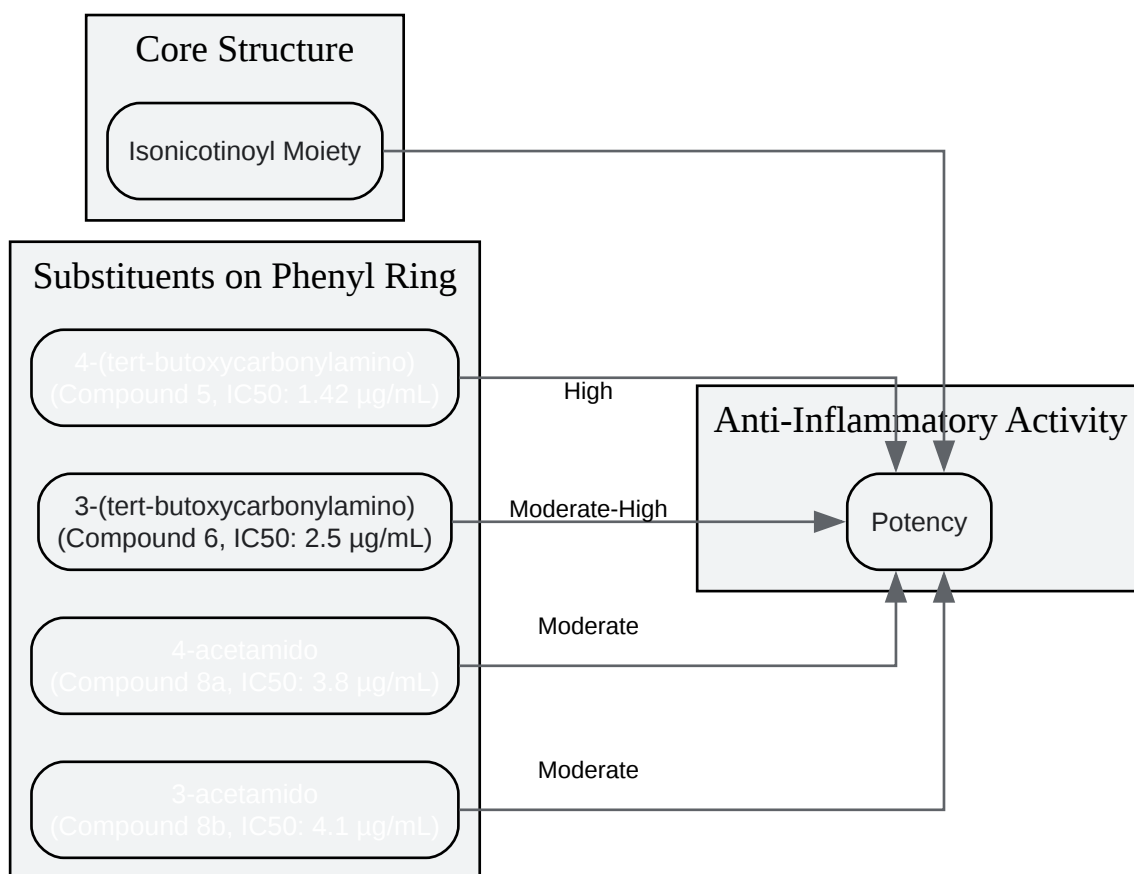 Core Structure
Isonicotinoyl Moiety
Substituents on Phenyl Ring
4-(tert-butoxycarbonylamino)
(Compound 5, IC50: 1.42 µg/mL)
High
3-(tert-butoxycarbonylamino)
(Compound 6, IC50: 2.5 µg/mL)
Moderate-High
4-acetamido
(Compound 8a, IC50: 3.8 µg/mL)
Moderate
3-acetamido
(Compound 8b, IC50: 4.1 µg/mL)
Moderate
Anti-Inflammatory Activity
Potency